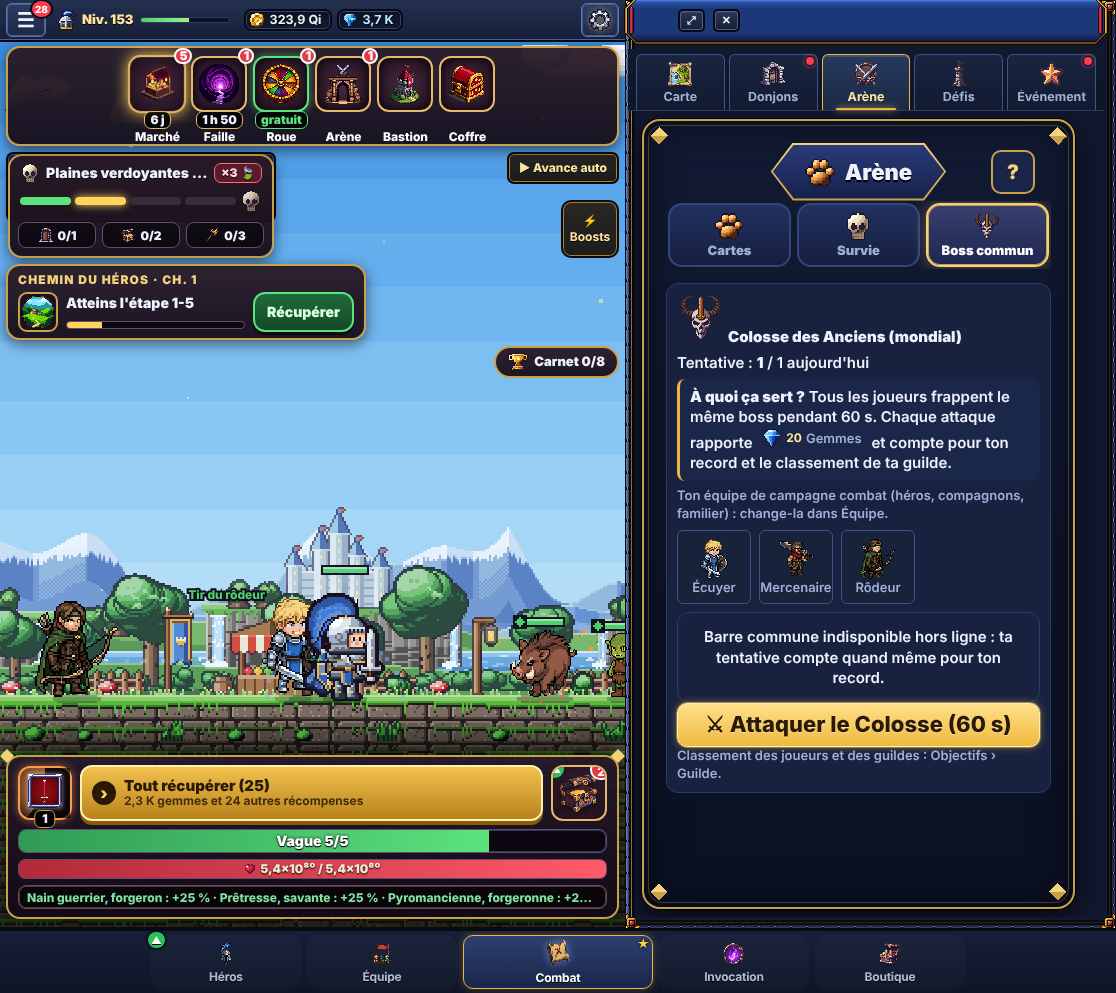 28
Niv. 153
323,9 Qi
3,7 K
5
1
1
1
6 j
1 h 50
gratuit
Marché
Faille
Roue
Arène
Bastion
Coffre
Plaines verdoyantes ...
×3
0/1
0/2
0/3
Avance auto
Boosts
CHEMIN DU HÉROS · CH. 1
Atteins l'étape 1-5
Récupérer
Carnet 0/8
Tir du rôdeur
1
Tout récupérer (25)
2,3 K gemmes et 24 autres récompenses
2
Vague 5/5
5,4×10⁸⁰ / 5,4×10⁸⁰
Nain guerrier, forgeron : +25 % · Prêtresse, savante : +25 % · Pyromancienne, forgeronne : +2...
Carte
Donjons
Arène
Défis
Événement
Arène
?
Cartes
Survie
Boss commun
Colosse des Anciens (mondial)
Tentative : 1 / 1 aujourd'hui
À quoi ça sert ? Tous les joueurs frappent le
même boss pendant 60 s. Chaque attaque
rapporte 20 Gemmes et compte pour ton
record et le classement de ta guilde.
Ton équipe de campagne combat (héros, compagnons,
familier) : change-la dans Équipe.
Écuyer
Mercenaire
Rôdeur
Barre commune indisponible hors ligne : ta
tentative compte quand même pour ton
record.
Attaquer le Colosse (60 s)
Classement des joueurs et des guildes : Objectifs ›
Guilde.
Héros
Équipe
Combat
Invocation
Boutique